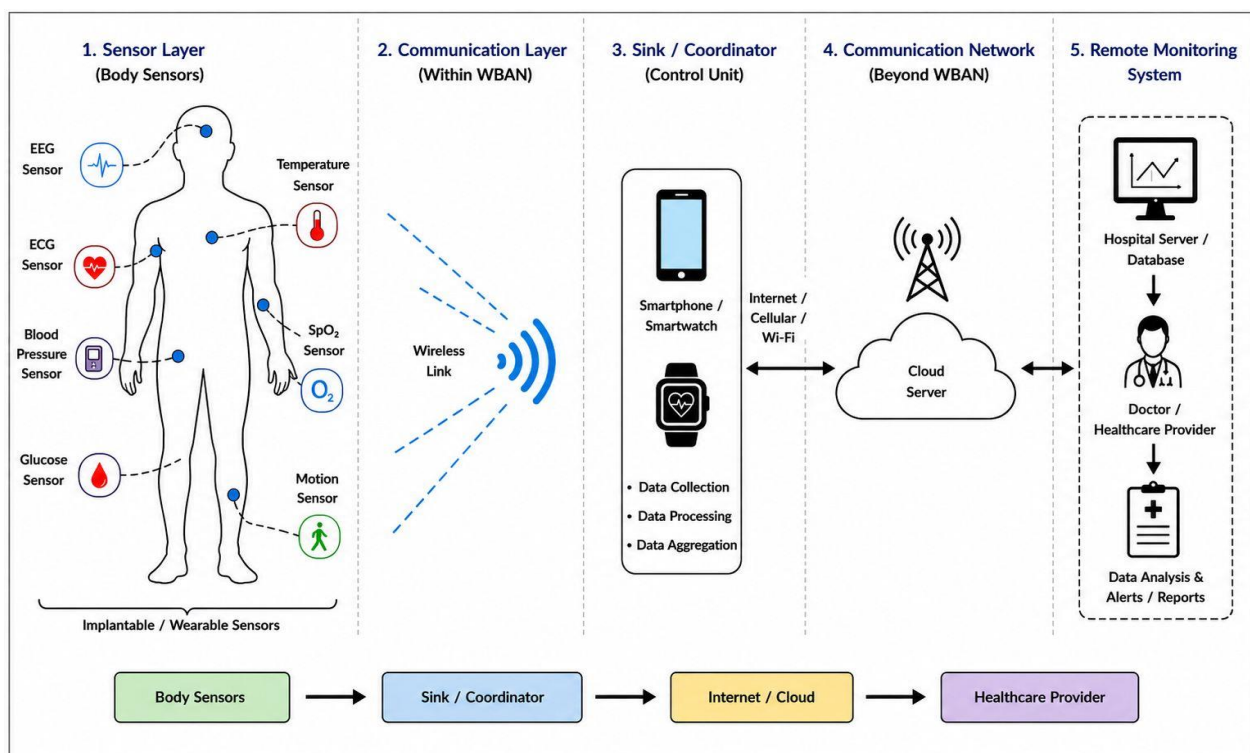 1. Sensor Layer
(Body Sensors)
2. Communication Layer
(Within WBAN)
3. Sink / Coordinator
(Control Unit)
4. Communication Network
(Beyond WBAN)
5. Remote Monitoring
System
EEG
Sensor
Temperature
Sensor
ECG
Sensor
Blood
Pressure
Sensor
SpO₂
Sensor
O₂
Glucose
Sensor
Motion
Sensor
Implantable / Wearable Sensors
Wireless
Link
Smartphone /
Smartwatch
• Data Collection
• Data Processing
• Data Aggregation
Internet /
Cellular /
Wi-Fi
Cloud
Server
Hospital Server /
Database
Doctor /
Healthcare Provider
Data Analysis &
Alerts / Reports
Body Sensors
Sink / Coordinator
Internet / Cloud
Healthcare Provider